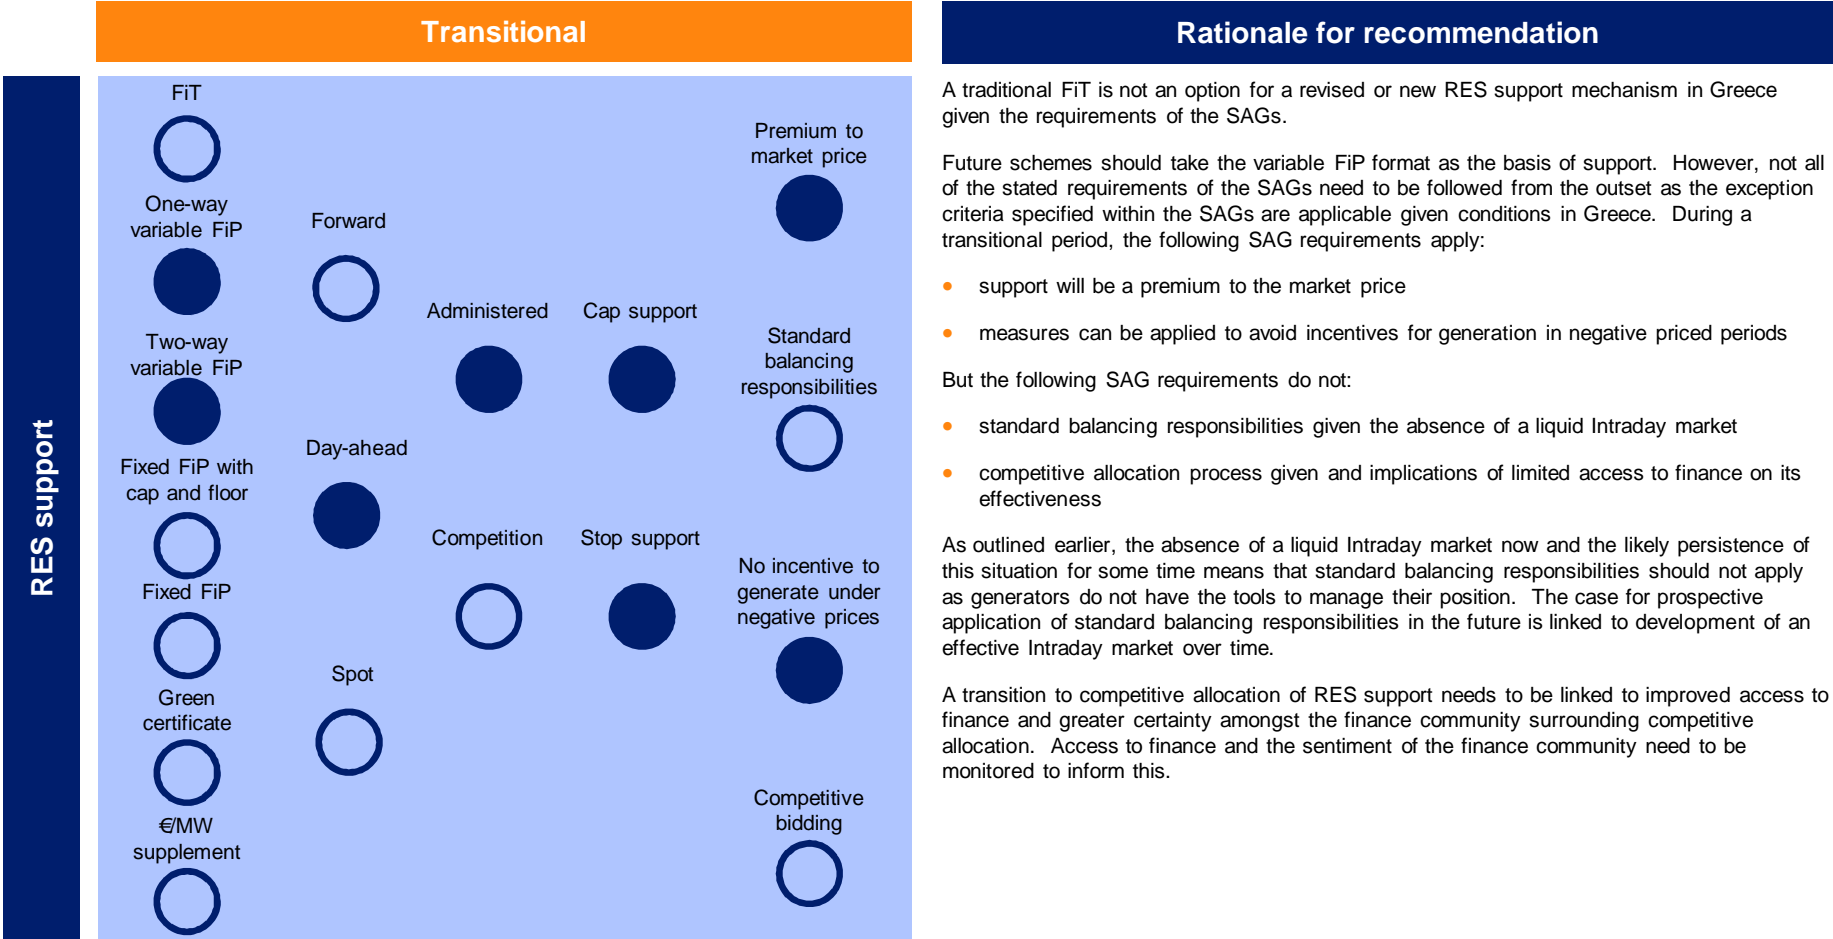 Transitional
Rationale for recommendation
RES support
FiT
One-way
variable FiP
Two-way
variable FiP
Fixed FiP with
cap and floor
Fixed FiP
Green
certificate
€/MW
supplement
Forward
Day-ahead
Spot
Administered
Competition
Cap support
Stop support
Premium to
market price
Standard
balancing
responsibilities
No incentive to
generate under
negative prices
Competitive
bidding
A traditional FiT is not an option for a revised or new RES support mechanism in Greece
given the requirements of the SAGs.
Future schemes should take the variable FiP format as the basis of support. However, not all
of the stated requirements of the SAGs need to be followed from the outset as the exception
criteria specified within the SAGs are applicable given conditions in Greece. During a
transitional period, the following SAG requirements apply:
• support will be a premium to the market price
• measures can be applied to avoid incentives for generation in negative priced periods
But the following SAG requirements do not:
• standard balancing responsibilities given the absence of a liquid Intraday market
• competitive allocation process given and implications of limited access to finance on its
effectiveness
As outlined earlier, the absence of a liquid Intraday market now and the likely persistence of
this situation for some time means that standard balancing responsibilities should not apply
as generators do not have the tools to manage their position. The case for prospective
application of standard balancing responsibilities in the future is linked to development of an
effective Intraday market over time.
A transition to competitive allocation of RES support needs to be linked to improved access to
finance and greater certainty amongst the finance community surrounding competitive
allocation. Access to finance and the sentiment of the finance community need to be
monitored to inform this.